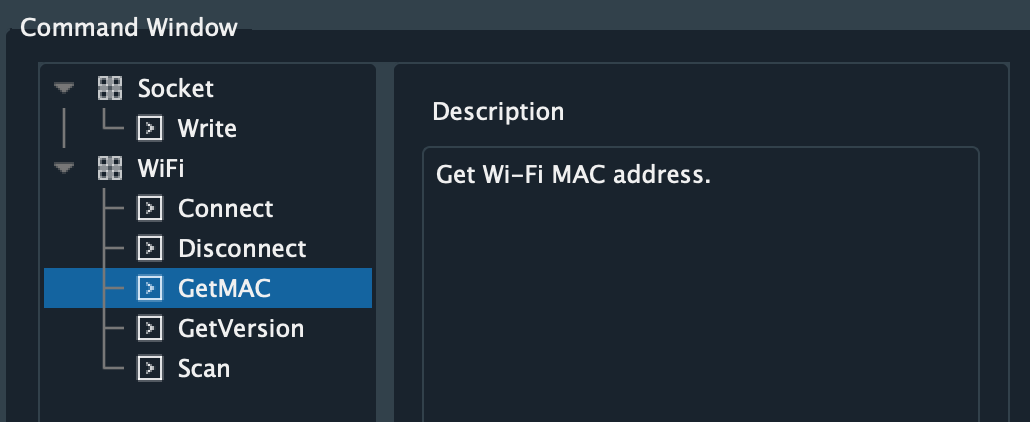 Command Window
Socket
Write
WiFi
Connect
Disconnect
GetMAC
GetVersion
Scan
Description
Get Wi-Fi MAC address.